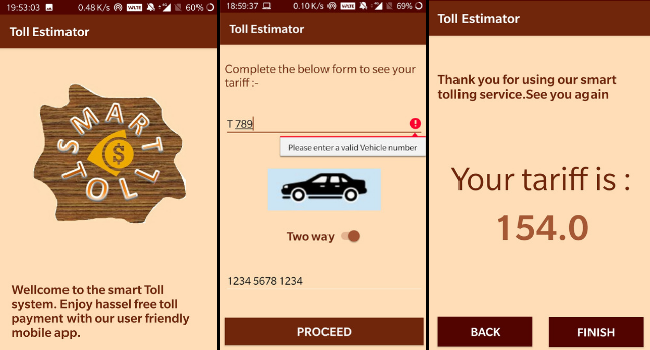 19:53:03 0.48 K/s VoLTE 60%
Toll Estimator
SMART
$
TOLL
Wellcome to the smart Toll
system. Enjoy hassel free toll
payment with our user friendly
mobile app.
18:59:37 0.10 K/s VoLTE 69%
Toll Estimator
Complete the below form to see your
tariff :-
T 789
Please enter a valid Vehicle number
Two way
1234 5678 1234
PROCEED
Toll Estimator
Thank you for using our smart
tolling service.See you again
Your tariff is :
154.0
BACK FINISH